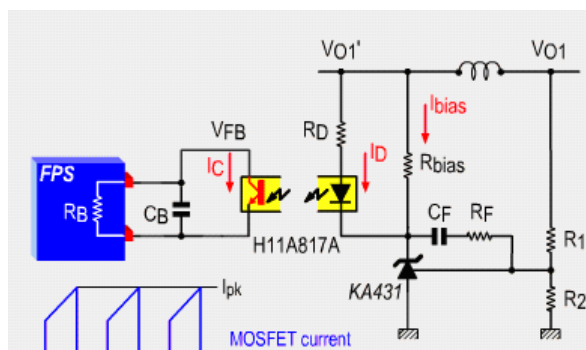 VO1' VO1
Ibias
RD ID
VFB
IC Rbias
FPS
RB CB CF RF
H11A817A R1
KA431 R2
Ipk
MOSFET current